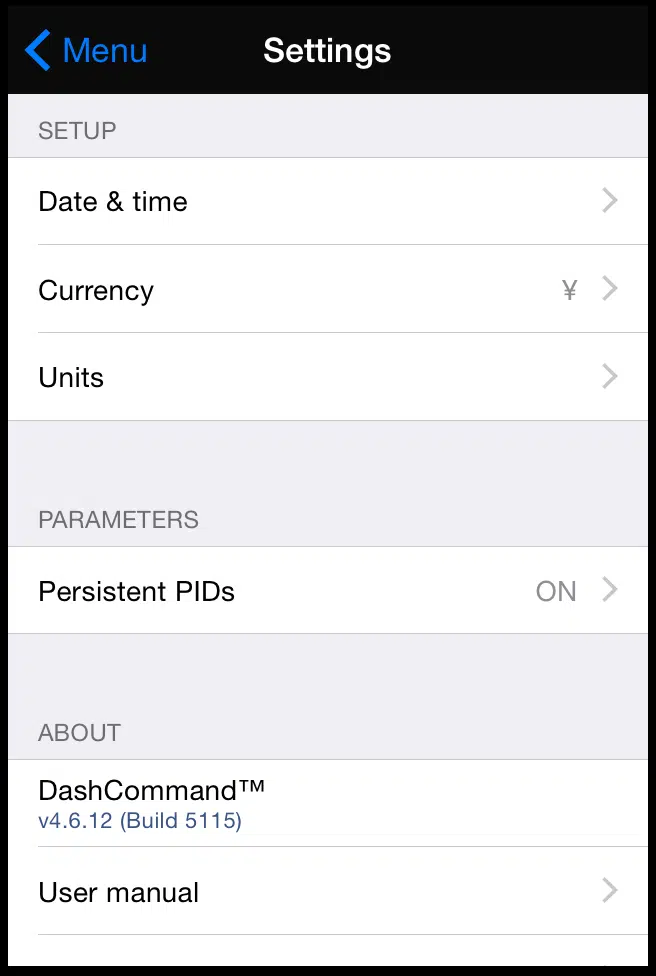 Menu
Settings
SETUP
Date & time
Currency ¥
Units
PARAMETERS
Persistent PIDs ON
ABOUT
DashCommand™
v4.6.12 (Build 5115)
User manual